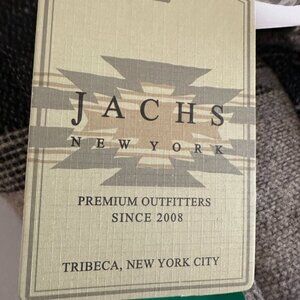 JACHS
NEW YORK
PREMIUM OUTFITTERS
SINCE 2008
TRIBECA, NEW YORK CITY